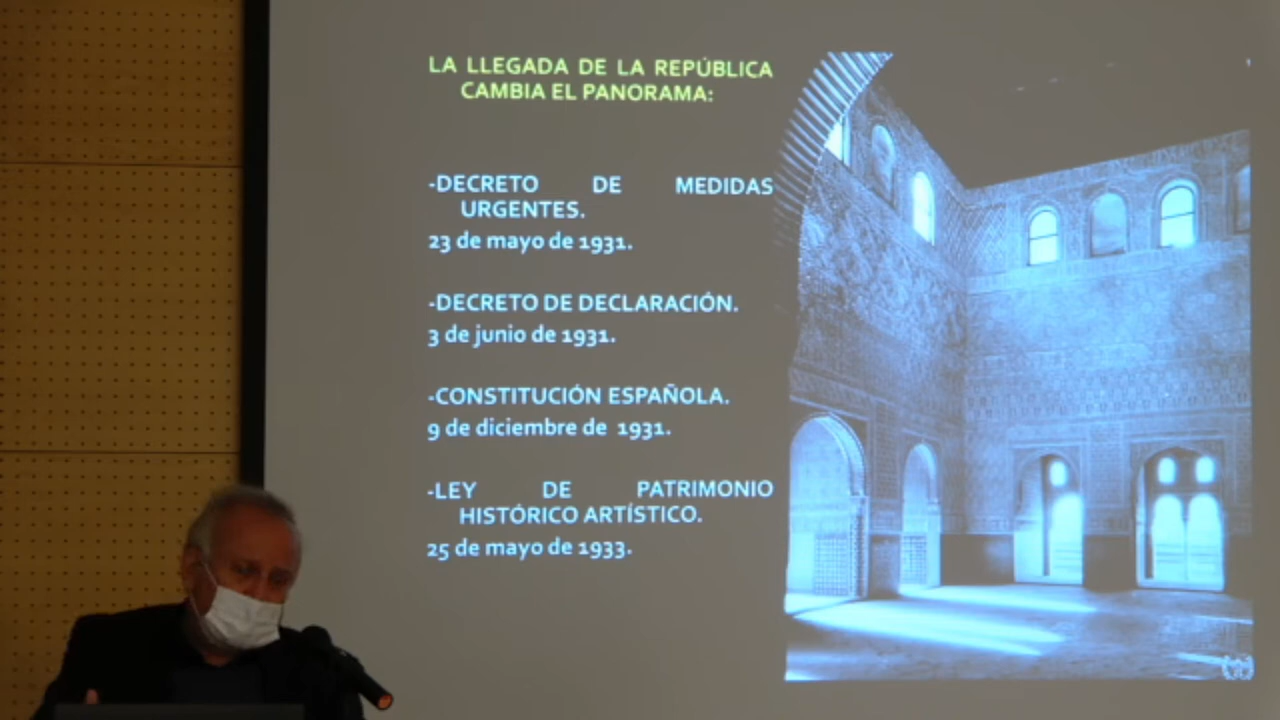 LA LLEGADA DE LA REPÚBLICA
CAMBIA EL PANORAMA:
-DECRETO DE MEDIDAS
URGENTES.
23 de mayo de 1931.
-DECRETO DE DECLARACIÓN.
3 de junio de 1931.
-CONSTITUCIÓN ESPAÑOLA.
9 de diciembre de 1931.
-LEY DE PATRIMONIO
HISTÓRICO ARTÍSTICO.
25 de mayo de 1933.